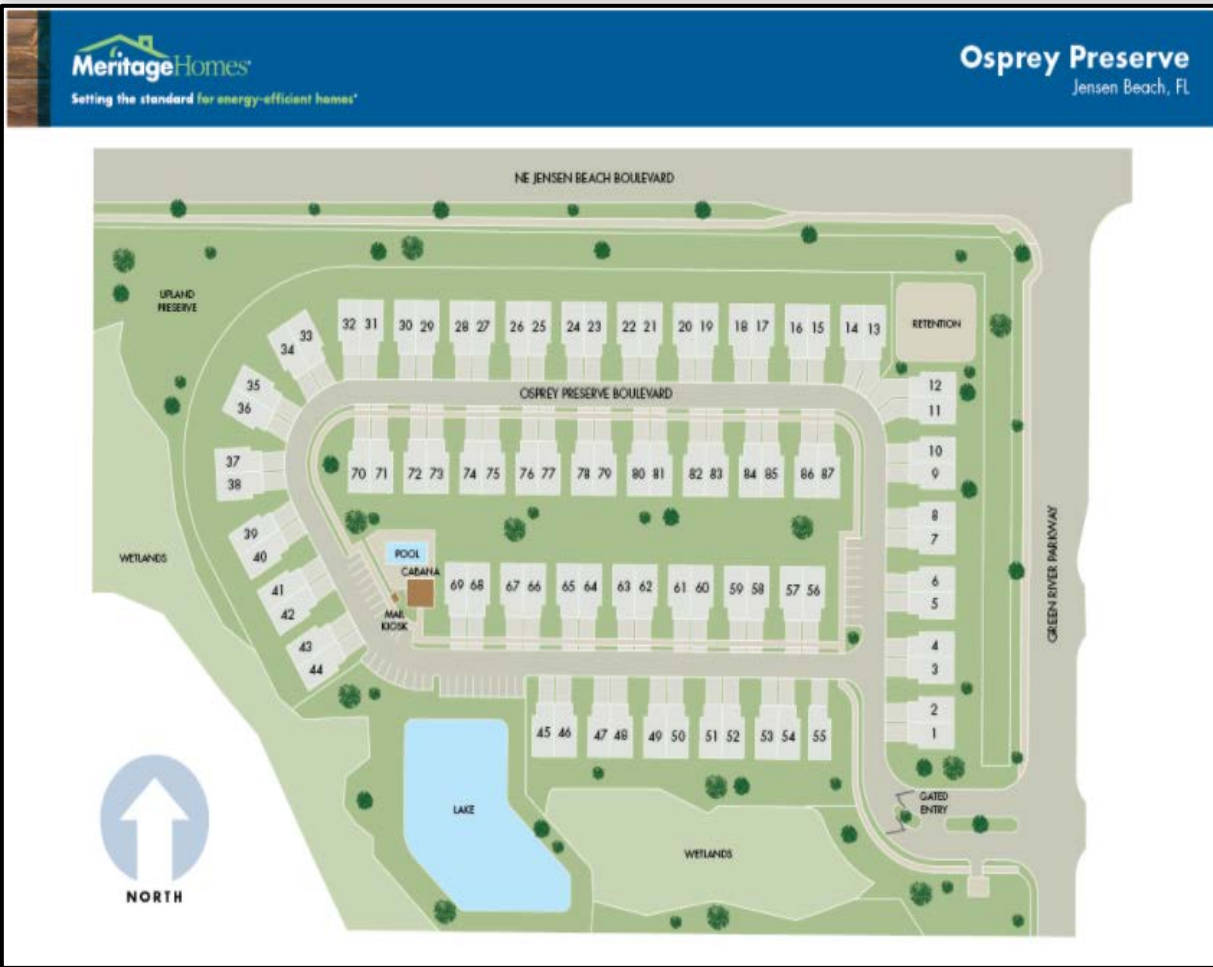 MeritageHomes®
Setting the standard for energy-efficient homes®
Osprey Preserve
Jensen Beach, FL
NE JENSEN BEACH BOULEVARD
UPLAND
PRESERVE
32 31 30 29 28 27 26 25 24 23 22 21 20 19 18 17 16 15 14 13
RETENTION
33
34
35
36
OSPREY PRESERVE BOULEVARD
12
11
37
38
70 71 72 73 74 75 76 77 78 79 80 81 82 83 84 85 86 87
10
9
8
7
39
40
WETLANDS
POOL
CABANA
MAIL
KIOSK
69 68 67 66 65 64 63 62 61 60 59 58 57 56
6
5
GREEN RIVER PARKWAY
41
42
43
44
4
3
2
1
45 46 47 48 49 50 51 52 53 54 55
GATED
ENTRY
LAKE
WETLANDS
NORTH